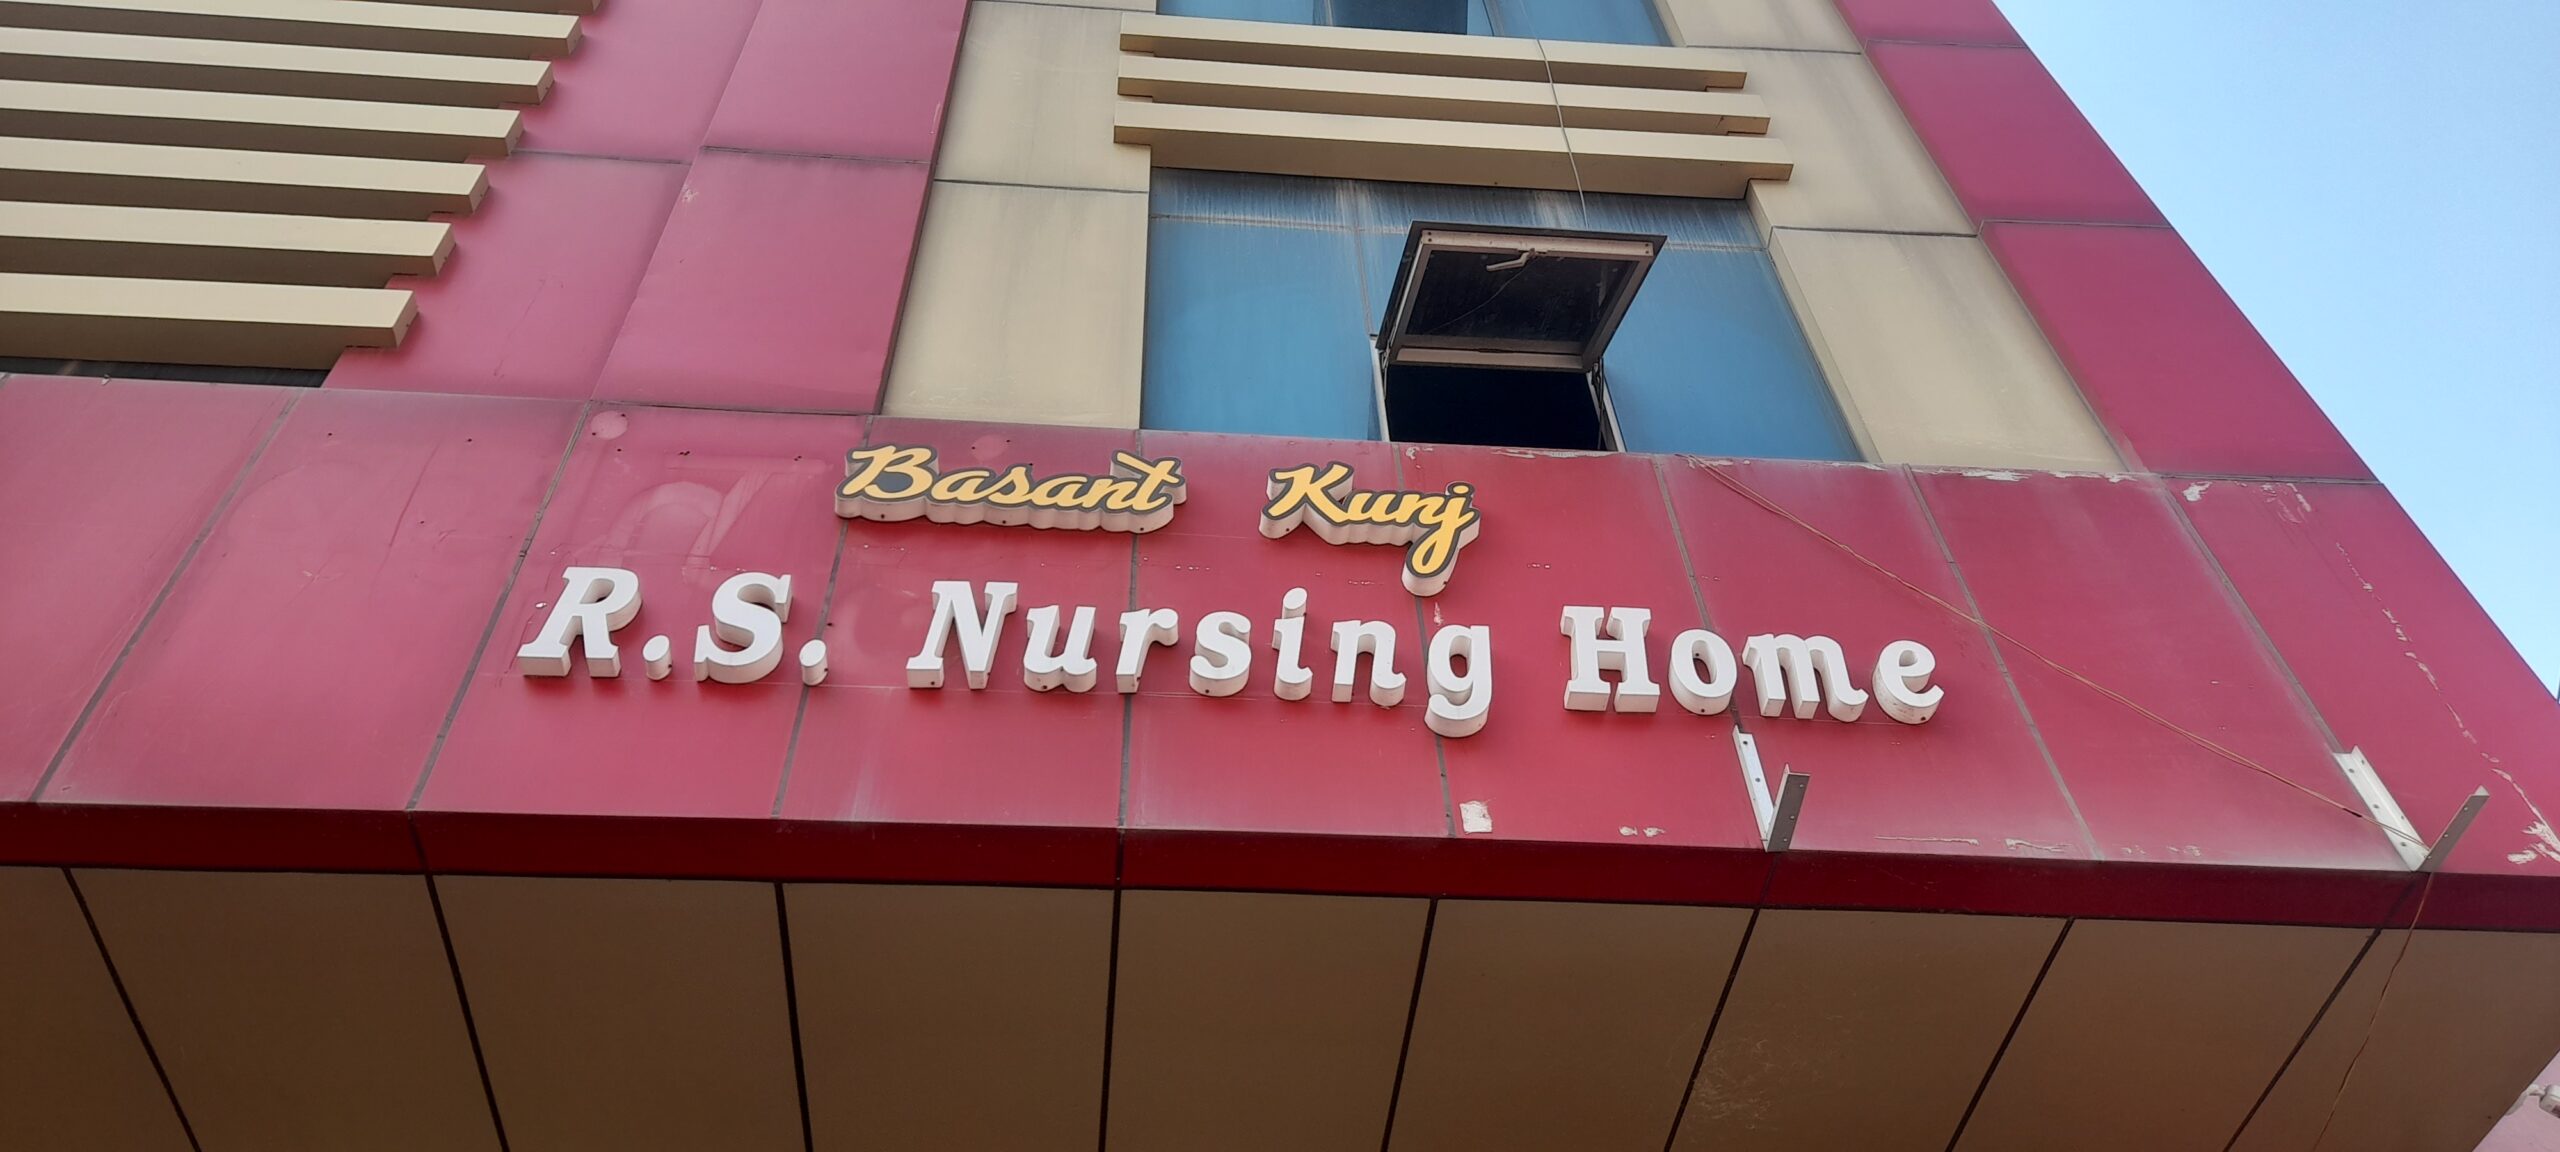 Basant Kunj
R.S. Nursing Home